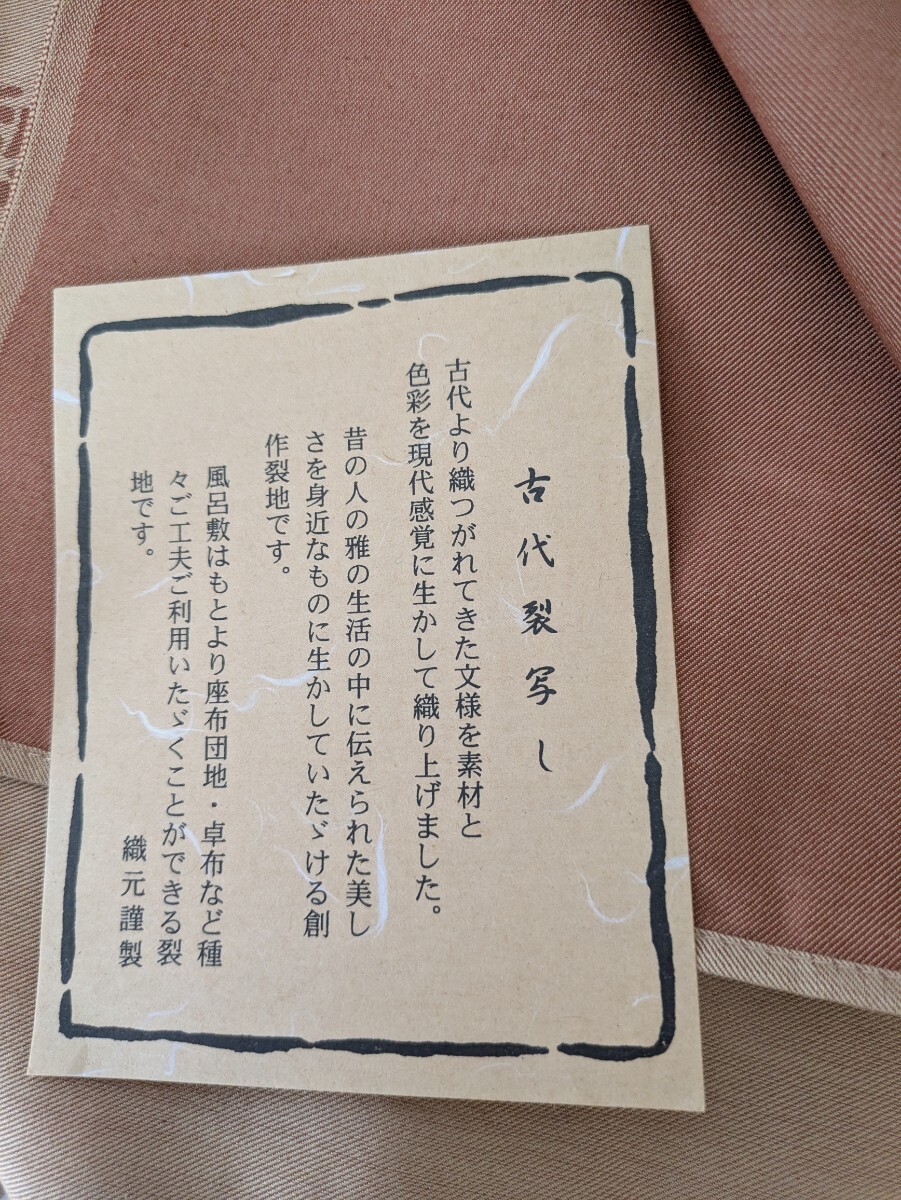 古代裂写し
古代より織つがれてきた文様を素材と
色彩を現代感覚に生かして織り上げました。
昔の人の雅の生活の中に伝えられた美し
さを身近なものに生かしていたゞける創
作裂地です。
風呂敷はもとより座布団地・卓布など種
々ご工夫ご利用いたゞくことができる裂
地です。
織元謹製